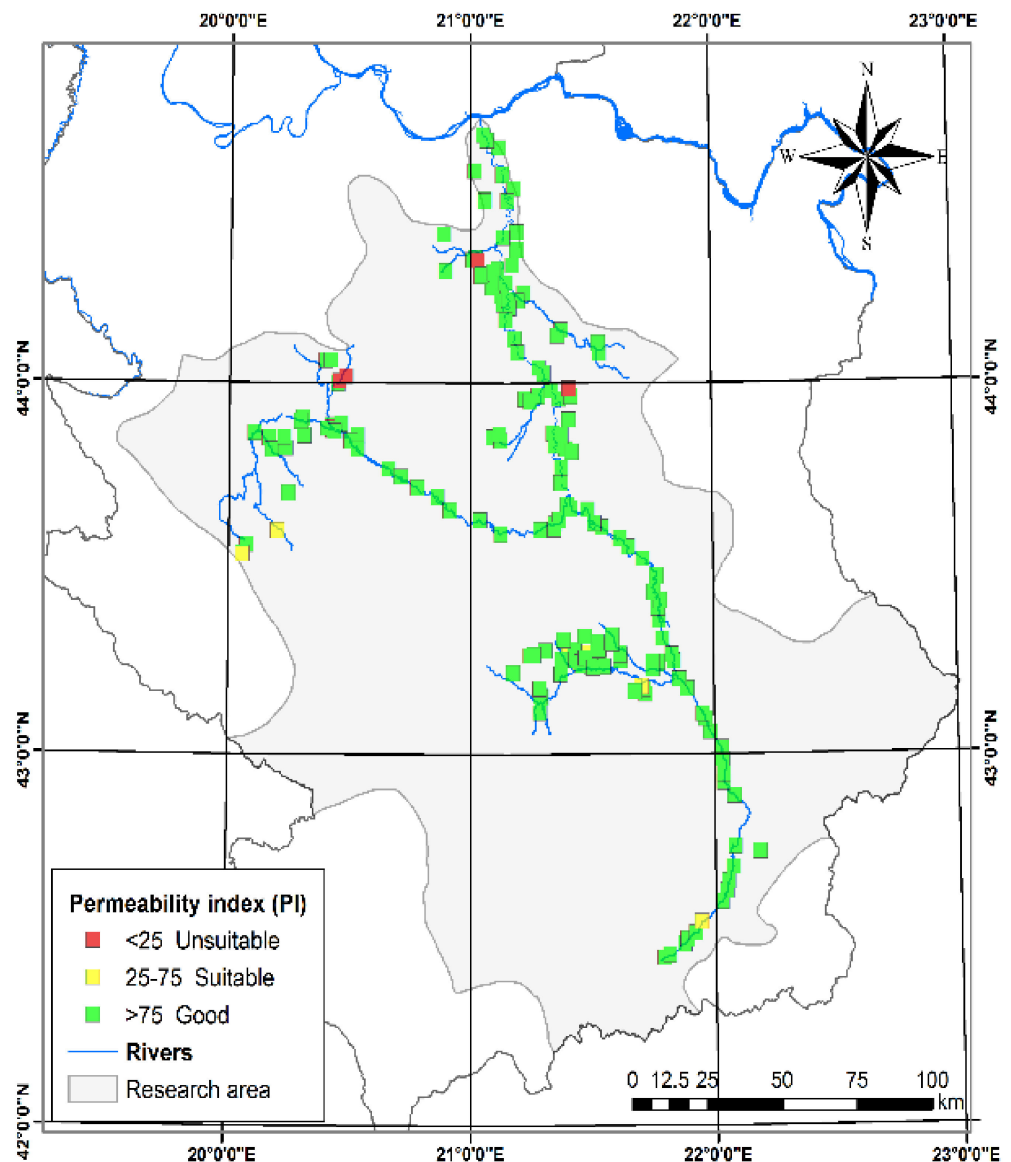 20°0'0"E 21°0'0"E 22°0'0"E 23°0'0"E
N
W E
S
44°0'0"N 44°0'0"N
43°0'0"N 43°0'0"N
Permeability index (PI)
<25 Unsuitable
25-75 Suitable
>75 Good
Rivers
Research area
0 12.5 25 50 75 100
km
42°0'0"N
20°0'0"E 21°0'0"E 22°0'0"E 23°0'0"E